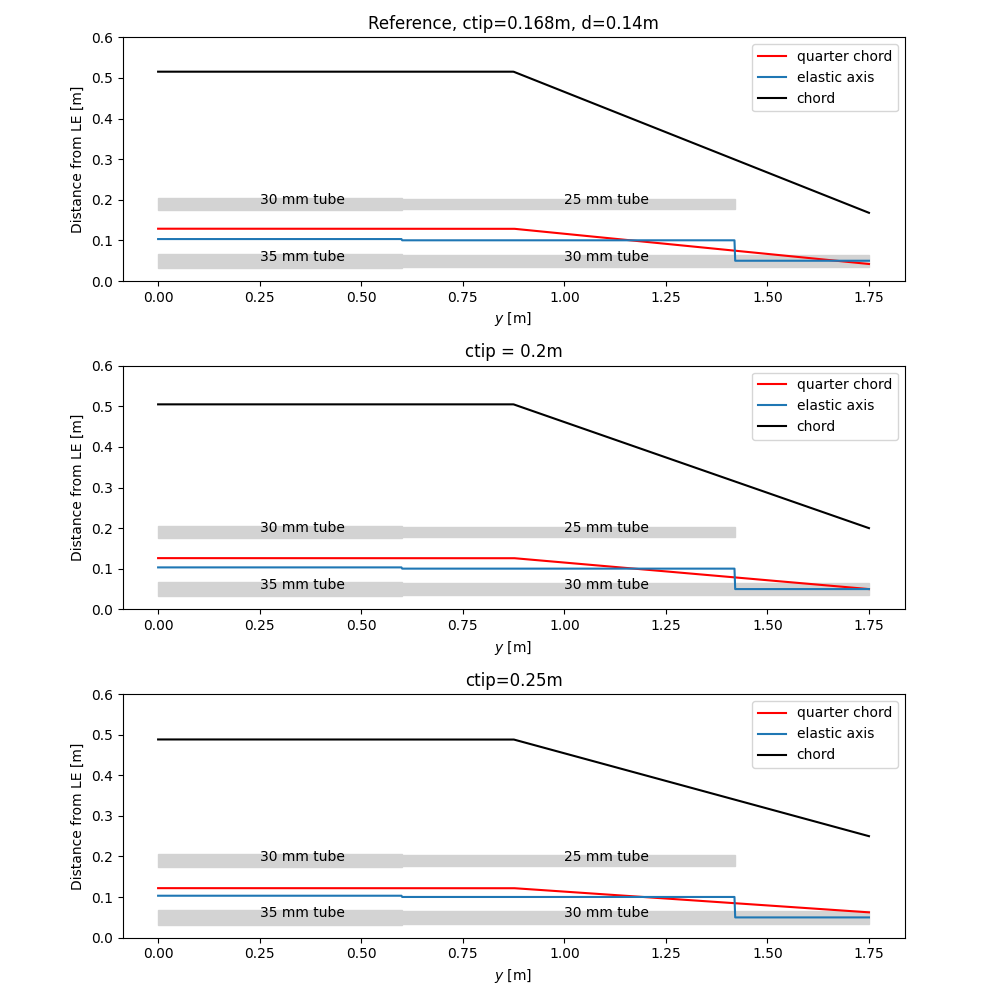 Reference, ctip=0.168m, d=0.14m
Distance from LE [m]
0.6
0.5
0.4
0.3
0.2
0.1
0.0
quarter chord
elastic axis
chord
30 mm tube
25 mm tube
35 mm tube
30 mm tube
0.00 0.25 0.50 0.75 1.00 1.25 1.50 1.75
y [m]
ctip = 0.2m
Distance from LE [m]
0.6
0.5
0.4
0.3
0.2
0.1
0.0
quarter chord
elastic axis
chord
30 mm tube
25 mm tube
35 mm tube
30 mm tube
0.00 0.25 0.50 0.75 1.00 1.25 1.50 1.75
y [m]
ctip=0.25m
Distance from LE [m]
0.6
0.5
0.4
0.3
0.2
0.1
0.0
quarter chord
elastic axis
chord
30 mm tube
25 mm tube
35 mm tube
30 mm tube
0.00 0.25 0.50 0.75 1.00 1.25 1.50 1.75
y [m]